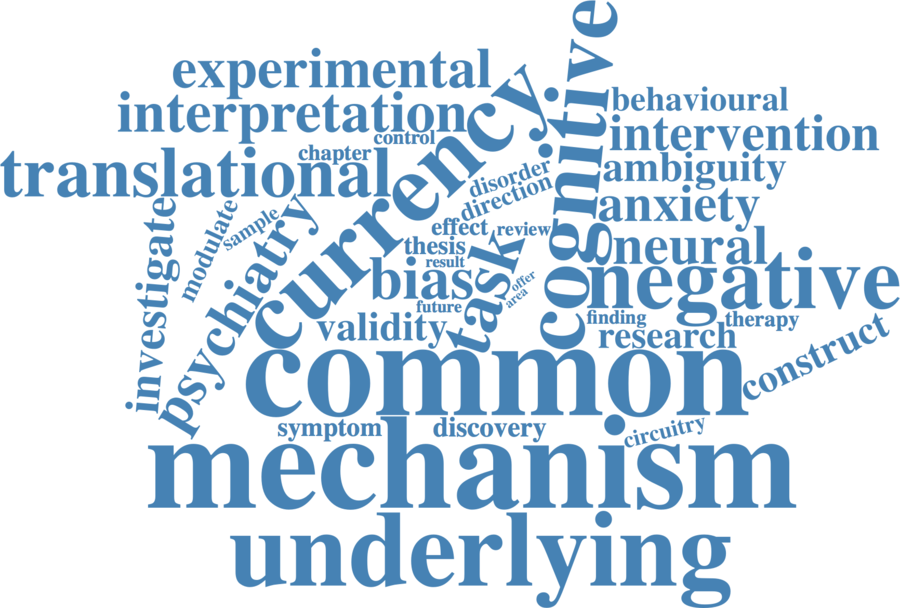 cognitive
experimental
currency
behavioural
interpretation
intervention
control
chapter
translational
ambiguity
disorder
direction
anxiety
investigate
modulate
sample
psychiatry
effect
review
thesis
task
neural
result
bias
negative
offer
area
future
validity
finding
therapy
research
construct
common
symptom
discovery
circuitry
mechanism
underlying